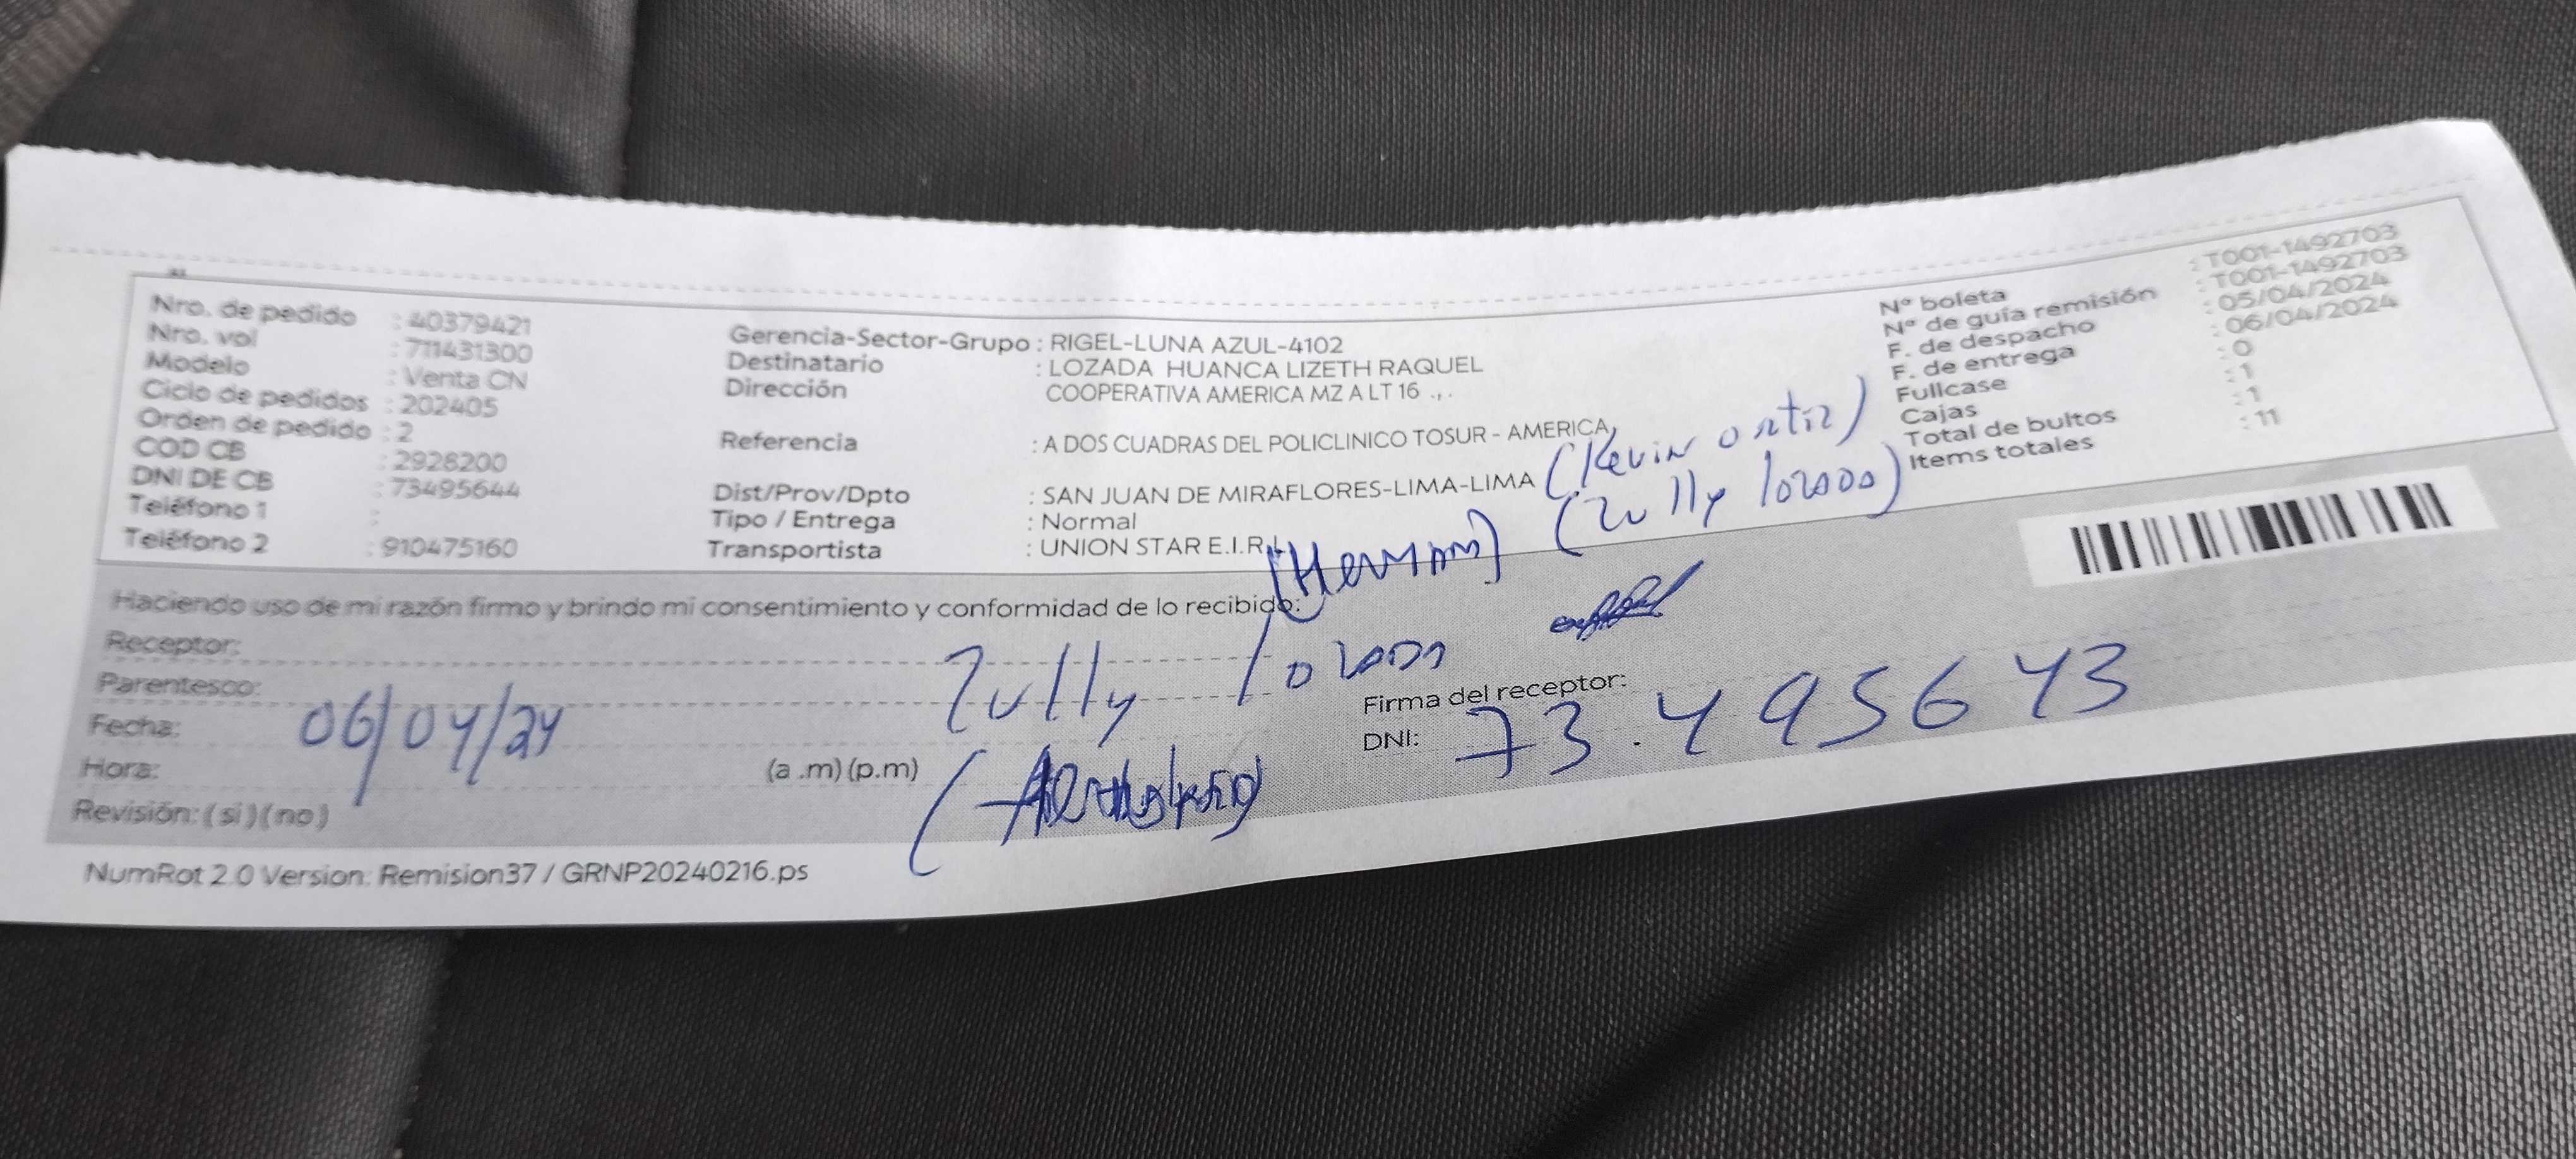 Nro. de pedido : 40379421
Nro. vol : 711431300
Modelo : Venta CN
Ciclo de pedidos : 202405
Orden de pedido : 2
COD CB : 2928200
DNI DE CB : 73495644
Teléfono 1 :
Teléfono 2 : 910475160
Gerencia-Sector-Grupo : RIGEL-LUNA AZUL-4102
Destinatario : LOZADA HUANCA LIZETH RAQUEL
Dirección COOPERATIVA AMERICA MZ A LT 16 .,.
Referencia : A DOS CUADRAS DEL POLICLINICO TOSUR - AMERICA,
Dist/Prov/Dpto : SAN JUAN DE MIRAFLORES-LIMA-LIMA
Tipo / Entrega : Normal
Transportista : UNION STAR E.I.R.L
Nº boleta : T001-1492703
Nº de guía remisión : T001-1492703
F. de despacho : 05/04/2024
F. de entrega : 06/04/2024
Fullcase : 0
Cajas : 1
Total de bultos : 1
Items totales : 11
(Kevin ortiz)
(Zully lozada)
Haciendo uso de mi razón firmo y brindo mi consentimiento y conformidad de lo recibido:
Receptor: Zully lozada
Parentesco:
Fecha: 06/04/24
Hora: (a .m) (p.m)
Revisión: ( si ) ( no )
Firma del receptor:
DNI: 73.495643
NumRot 2.0 Version: Remision37 / GRNP20240216.ps